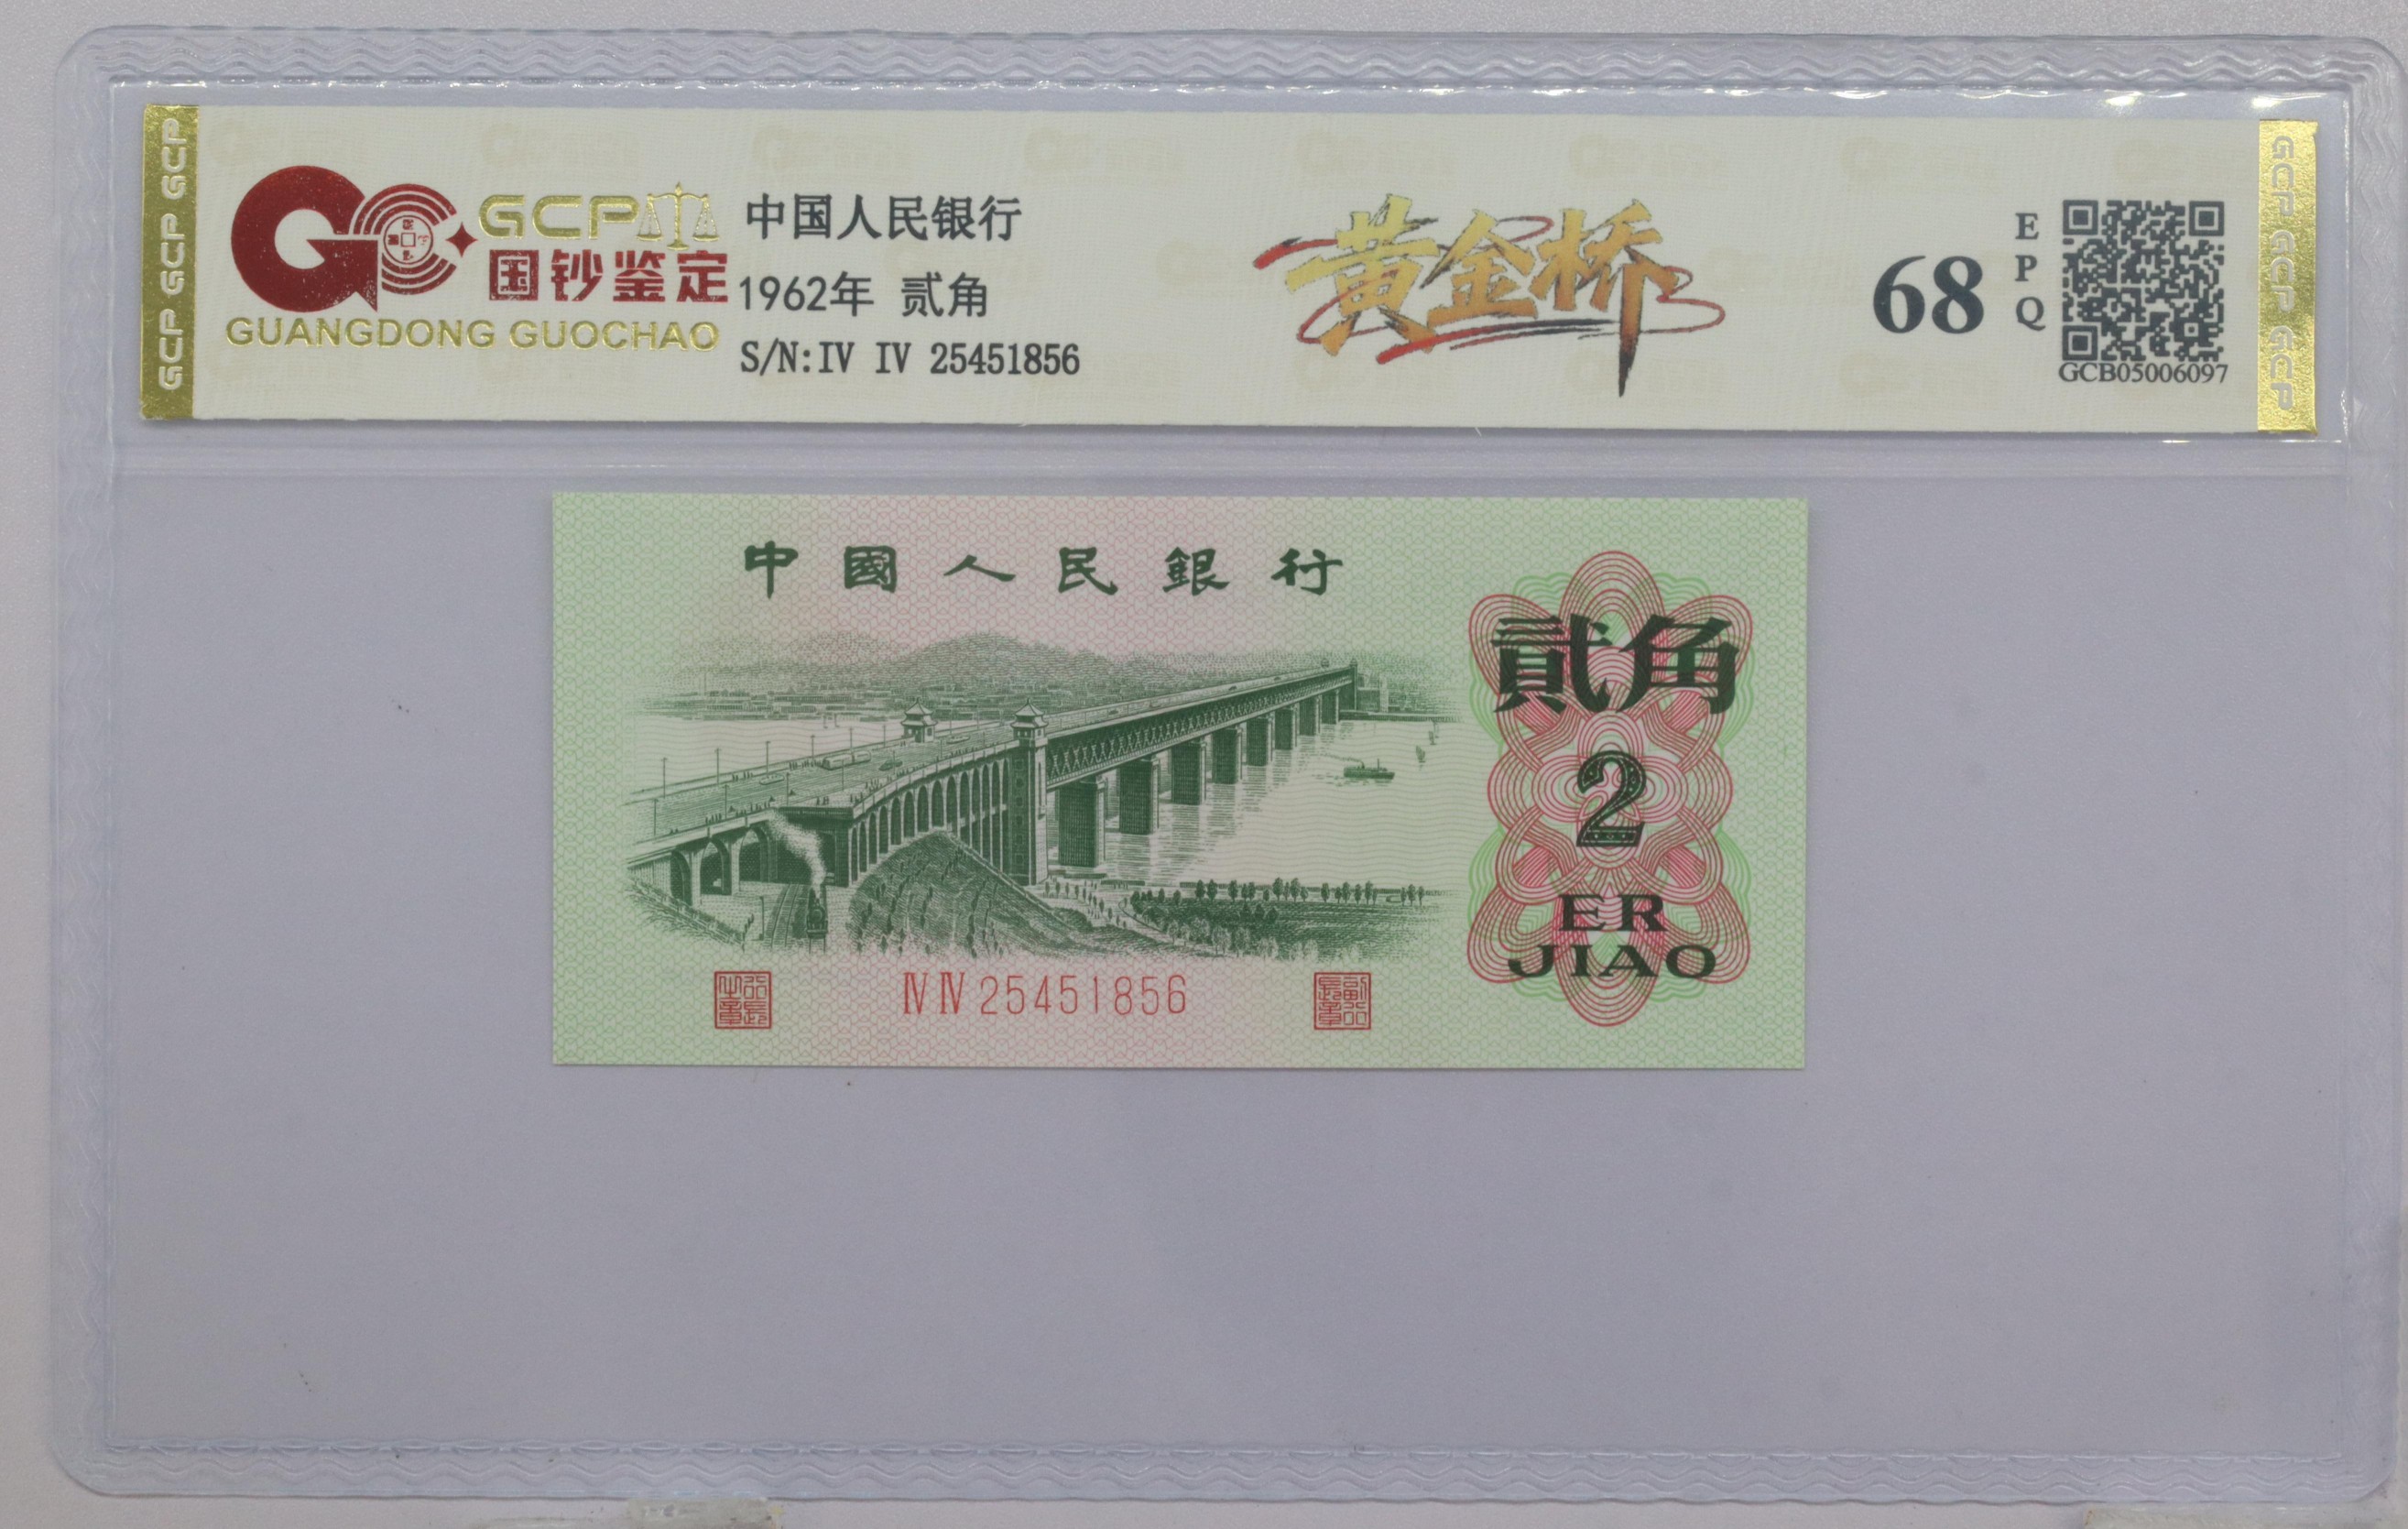 GCP GCP GCP
GCP
国钞鉴定
GUANGDONG GUOCHAO
中国人民银行
1962年 贰角
S/N:IV IV 25451856
黄金桥
68
EPQ
GCB05006097
GCP GCP GCP
中國人民銀行
貳角
2
ER
JIAO
IV IV 25451856